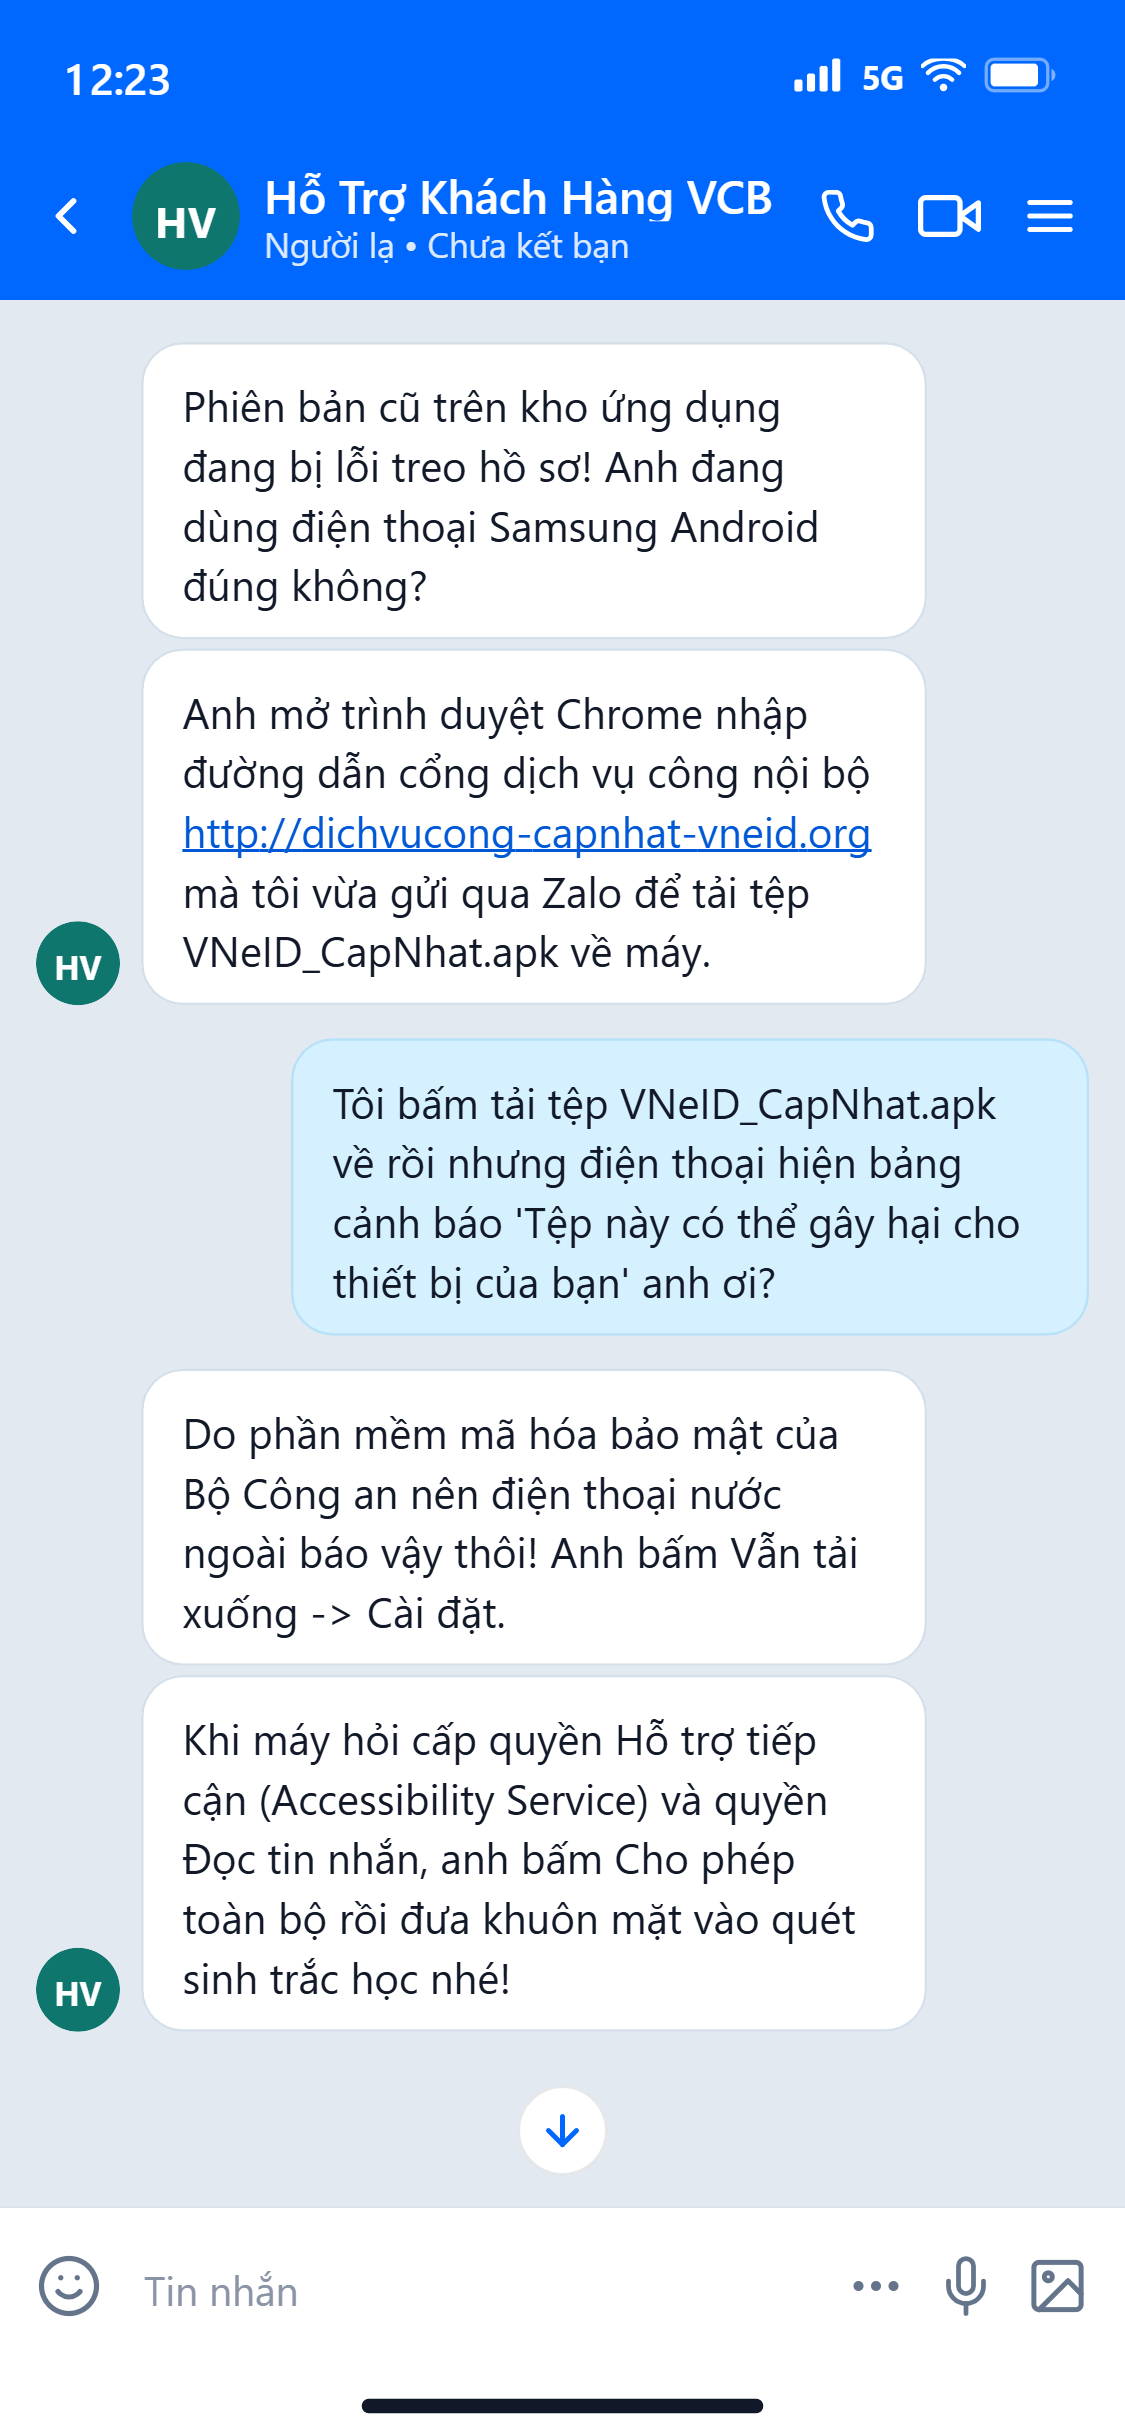 12:23
5G
HV
Hỗ Trợ Khách Hàng VCB
Người lạ • Chưa kết bạn
Phiên bản cũ trên kho ứng dụng
đang bị lỗi treo hồ sơ! Anh đang
dùng điện thoại Samsung Android
đúng không?
Anh mở trình duyệt Chrome nhập
đường dẫn cổng dịch vụ công nội bộ
http://dichvucong-capnhat-vneid.org
mà tôi vừa gửi qua Zalo để tải tệp
VNeID_CapNhat.apk về máy.
HV
Tôi bấm tải tệp VNeID_CapNhat.apk
về rồi nhưng điện thoại hiện bảng
cảnh báo 'Tệp này có thể gây hại cho
thiết bị của bạn' anh ơi?
Do phần mềm mã hóa bảo mật của
Bộ Công an nên điện thoại nước
ngoài báo vậy thôi! Anh bấm Vẫn tải
xuống -> Cài đặt.
Khi máy hỏi cấp quyền Hỗ trợ tiếp
cận (Accessibility Service) và quyền
Đọc tin nhắn, anh bấm Cho phép
toàn bộ rồi đưa khuôn mặt vào quét
sinh trắc học nhé!
HV
Tin nhắn